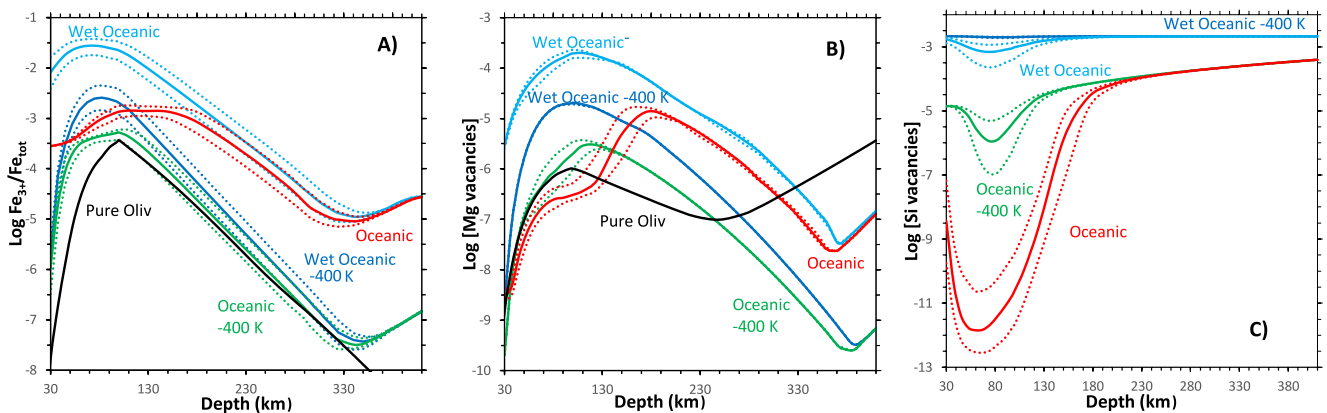 -1
-2
-3
-4
-5
-6
-7
-8
Log Fe3+/Fetot
Wet Oceanic
A)
Pure Oliv
Oceanic
Wet Oceanic
-400 K
Oceanic
-400 K
30 130 230 330
Depth (km)
-3
-4
-5
-6
-7
-8
-9
-10
Log [Mg vacancies]
Wet Oceanic-
B)
Wet Oceanic -400 K
Pure Oliv
Oceanic
Oceanic
-400 K
30 130 230 330
Depth (km)
-3
-5
-7
-9
-11
-13
Log [Si vacancies]
Wet Oceanic -400 K
Wet Oceanic
Oceanic
-400 K
Oceanic
C)
30 80 130 180 230 280 330 380
Depth (km)